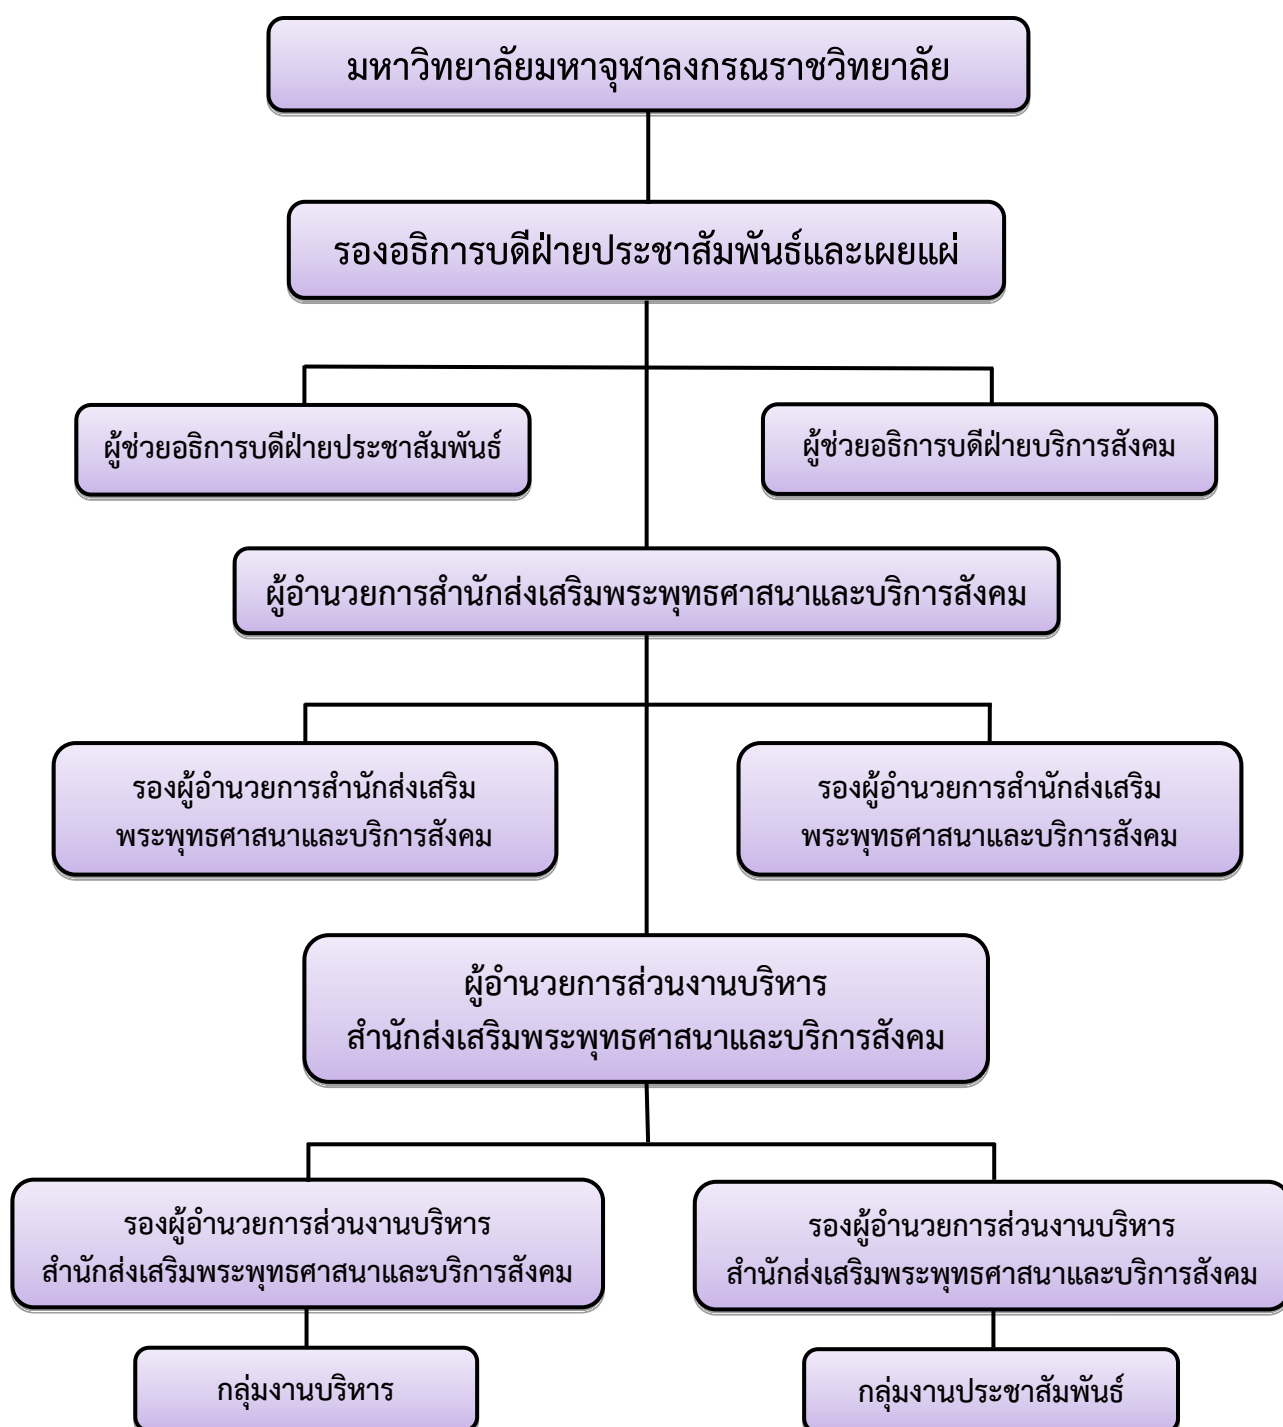 มหาวิทยาลัยมหาจุฬาลงกรณราชวิทยาลัย
รองอธิการบดีฝ่ายประชาสัมพันธ์และเผยแผ่
ผู้ช่วยอธิการบดีฝ่ายประชาสัมพันธ์
ผู้ช่วยอธิการบดีฝ่ายบริการสังคม
ผู้อำนวยการสำนักส่งเสริมพระพุทธศาสนาและบริการสังคม
รองผู้อำนวยการสำนักส่งเสริม
พระพุทธศาสนาและบริการสังคม
รองผู้อำนวยการสำนักส่งเสริม
พระพุทธศาสนาและบริการสังคม
ผู้อำนวยการส่วนงานบริหาร
สำนักส่งเสริมพระพุทธศาสนาและบริการสังคม
รองผู้อำนวยการส่วนงานบริหาร
สำนักส่งเสริมพระพุทธศาสนาและบริการสังคม
รองผู้อำนวยการส่วนงานบริหาร
สำนักส่งเสริมพระพุทธศาสนาและบริการสังคม
กลุ่มงานบริหาร
กลุ่มงานประชาสัมพันธ์